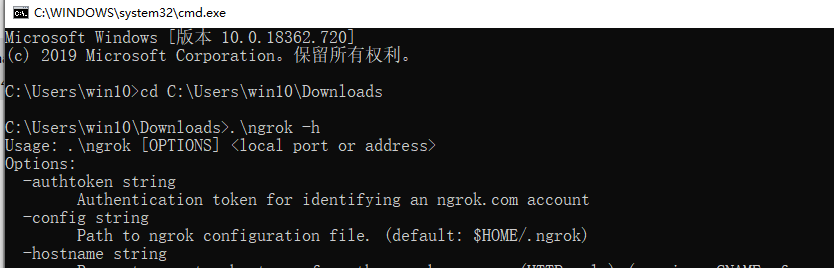 C:\WINDOWS\system32\cmd.exe
Microsoft Windows [版本 10.0.18362.720]
(c) 2019 Microsoft Corporation。保留所有权利。
C:\Users\win10>cd C:\Users\win10\Downloads
C:\Users\win10\Downloads>.\ngrok -h
Usage: .\ngrok [OPTIONS] <local port or address>
Options:
-authtoken string
Authentication token for identifying an ngrok.com account
-config string
Path to ngrok configuration file. (default: $HOME/.ngrok)
-hostname string